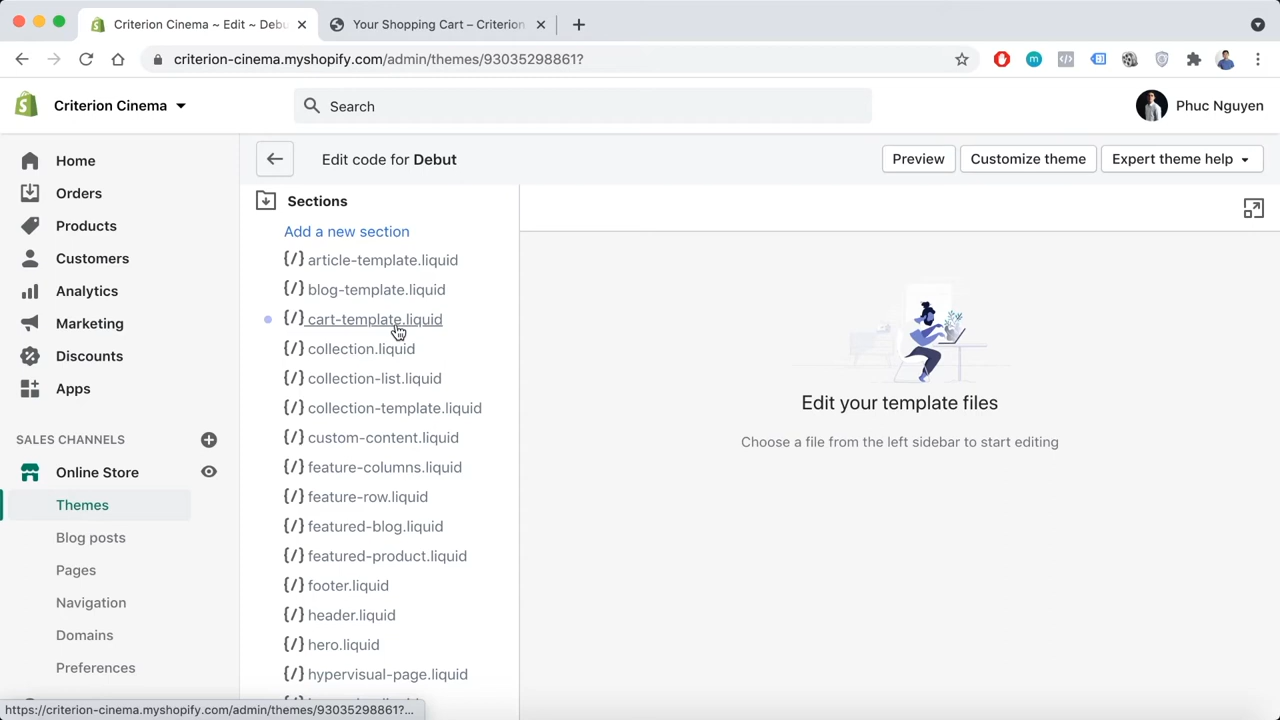 Criterion Cinema ~ Edit ~ Debu
Your Shopping Cart – Criterion
criterion-cinema.myshopify.com/admin/themes/93035298861?
Criterion Cinema
Search
Phuc Nguyen
Home
Orders
Products
Customers
Analytics
Marketing
Discounts
Apps
SALES CHANNELS
Online Store
Themes
Blog posts
Pages
Navigation
Domains
Preferences
Edit code for Debut
Preview
Customize theme
Expert theme help
Sections
Add a new section
{/} article-template.liquid
{/} blog-template.liquid
{/} cart-template.liquid
{/} collection.liquid
{/} collection-list.liquid
{/} collection-template.liquid
{/} custom-content.liquid
{/} feature-columns.liquid
{/} feature-row.liquid
{/} featured-blog.liquid
{/} featured-product.liquid
{/} footer.liquid
{/} header.liquid
{/} hero.liquid
{/} hypervisual-page.liquid
Edit your template files
Choose a file from the left sidebar to start editing
https://criterion-cinema.myshopify.com/admin/themes/93035298861?...